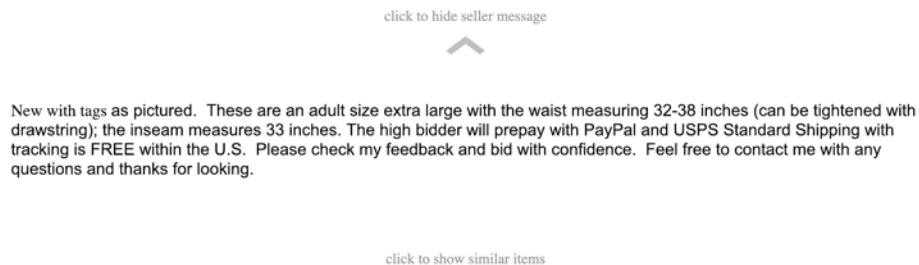 click to hide seller message
New with tags as pictured.  These are an adult size extra large with the waist measuring 32-38 inches (can be tightened with
drawstring); the inseam measures 33 inches. The high bidder will prepay with PayPal and USPS Standard Shipping with
tracking is FREE within the U.S.  Please check my feedback and bid with confidence.  Feel free to contact me with any
questions and thanks for looking.
click to show similar items